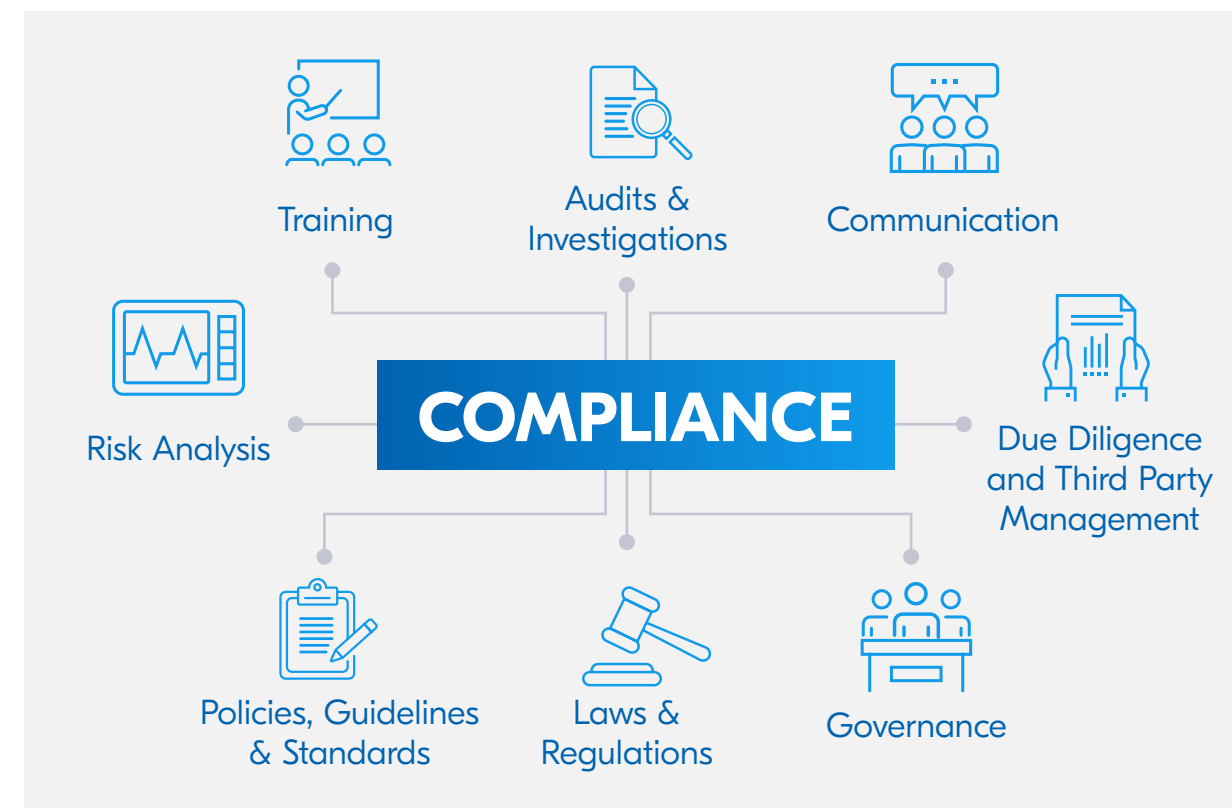 Training
Audits &
Investigations
Communication
Risk Analysis
COMPLIANCE
Due Diligence
and Third Party
Management
Policies, Guidelines
& Standards
Laws &
Regulations
Governance